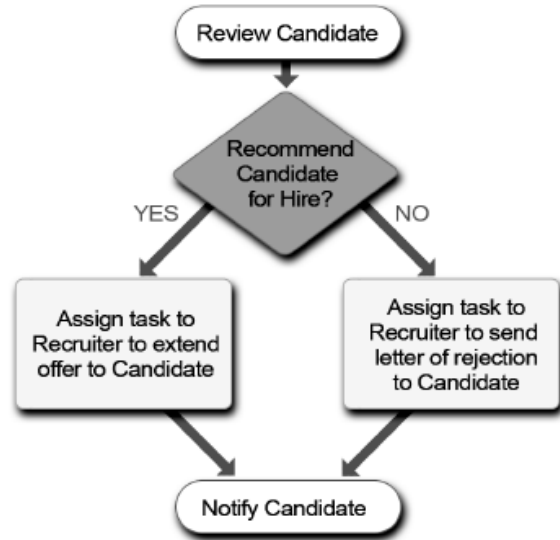 Review Candidate
Recommend
Candidate
for Hire?
YES
NO
Assign task to
Recruiter to extend
offer to Candidate
Assign task to
Recruiter to send
letter of rejection
to Candidate
Notify Candidate